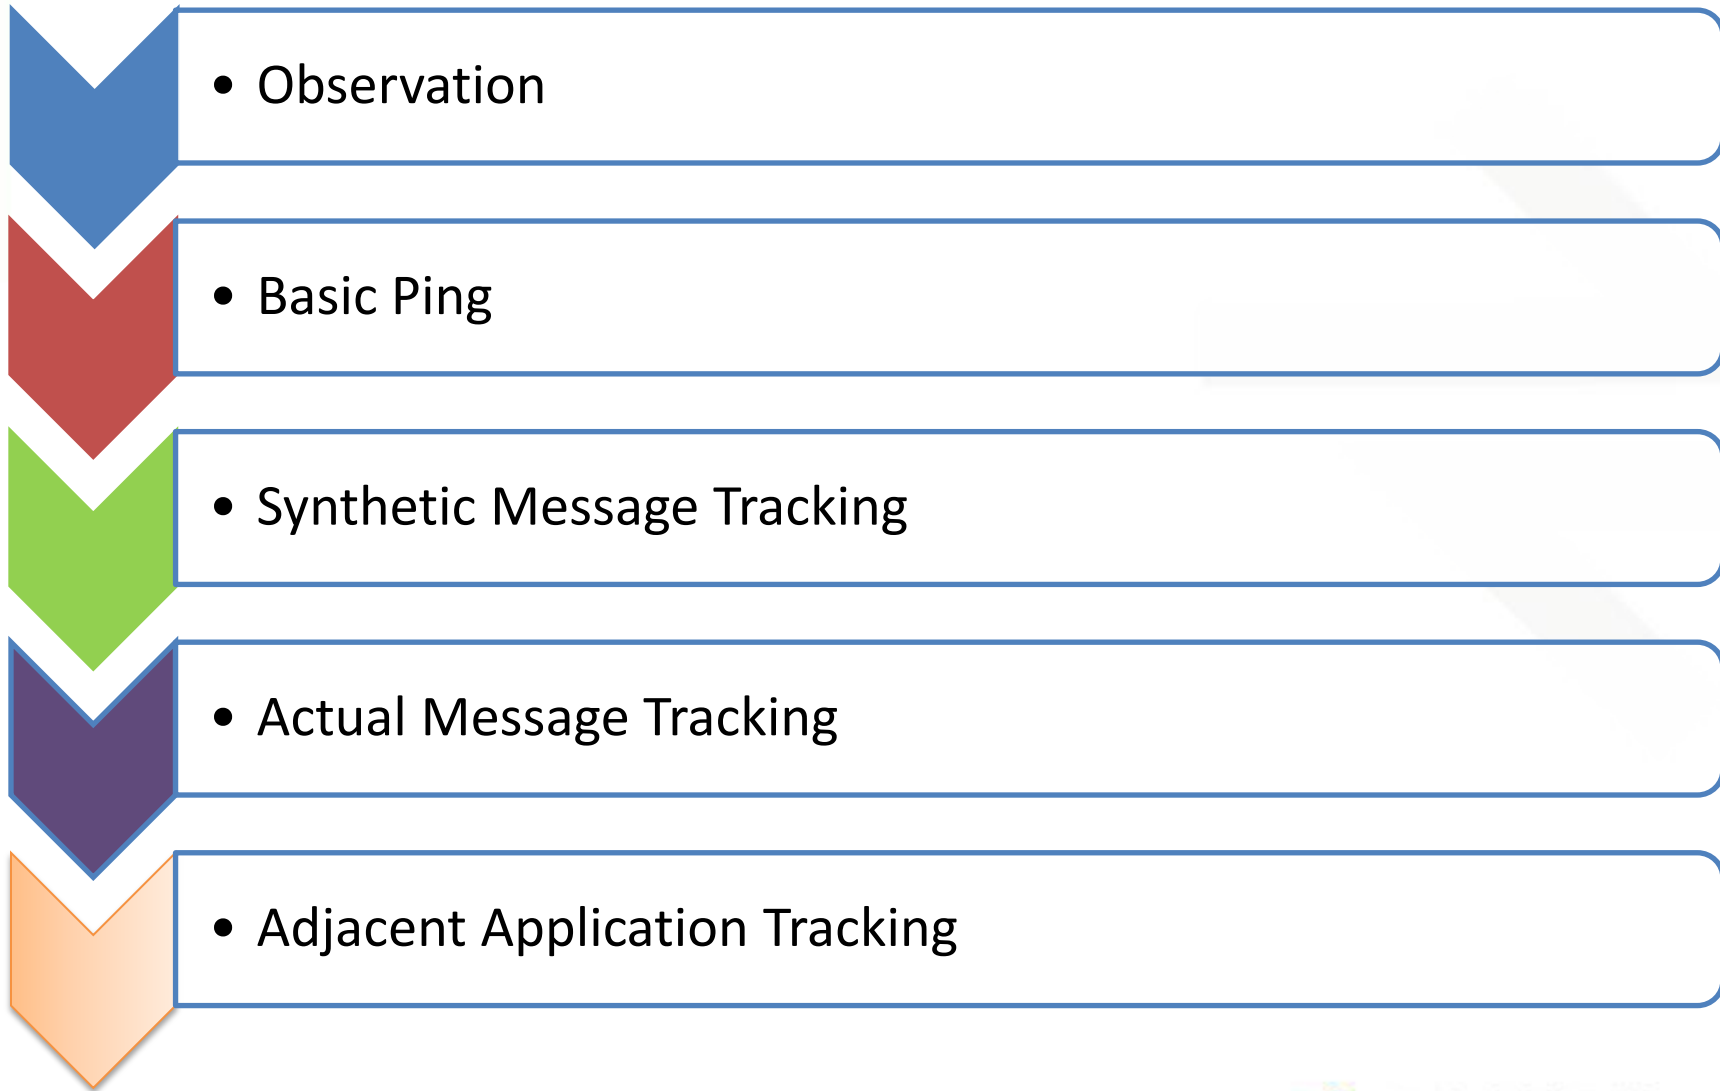 • Observation
• Basic Ping
• Synthetic Message Tracking
• Actual Message Tracking
• Adjacent Application Tracking